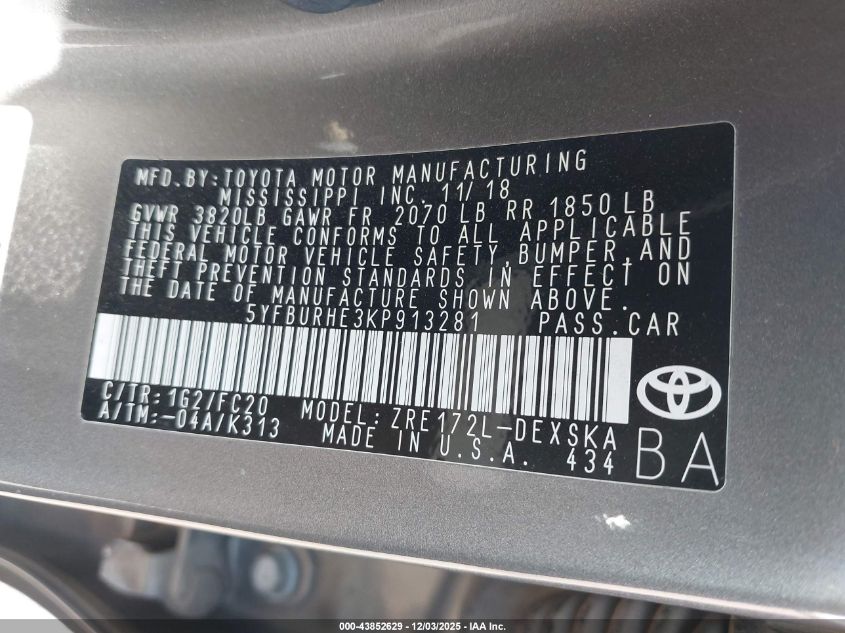 MFD.BY:TOYOTA MOTOR MANUFACTURING
MISSISSIPPI INC. 11/18
GVWR 3820LB GAWR FR 2070 LB RR 1850 LB
THIS VEHICLE CONFORMS TO ALL APPLICABLE
FEDERAL MOTOR VEHICLE SAFETY,BUMPER,AND
THEFT PREVENTION STANDARDS IN EFFECT ON
THE DATE OF MANUFACTURE SHOWN ABOVE.
5YFBURHE3KP913281 PASS.CAR
C/TR:1G2/FC20 MODEL:ZRE172L-DEXSKA
A/TM:-04A/K313 MADE IN U.S.A. 434
BA
000-43852629 - 12/03/2025 - IAA Inc.